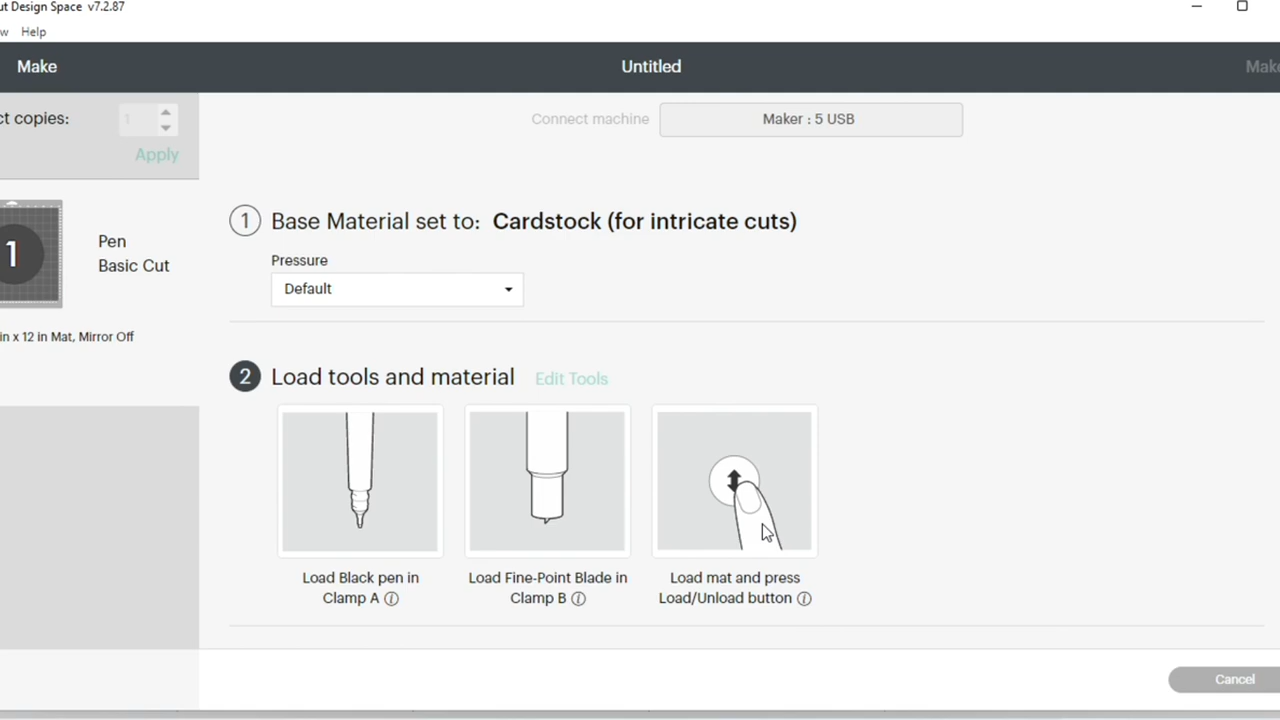 ut Design Space v7.2.87
w Help
Make
Untitled
Make
ct copies:
1
Apply
Connect machine
Maker : 5 USB
1
Pen
Basic Cut
in x 12 in Mat, Mirror Off
1 Base Material set to: Cardstock (for intricate cuts)
Pressure
Default
2 Load tools and material Edit Tools
Load Black pen in
Clamp A
Load Fine-Point Blade in
Clamp B
Load mat and press
Load/Unload button
Cancel